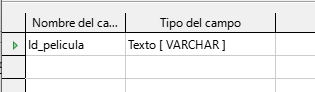 Nombre del ca... Tipo del campo
Id_pelicula Texto [ VARCHAR ]